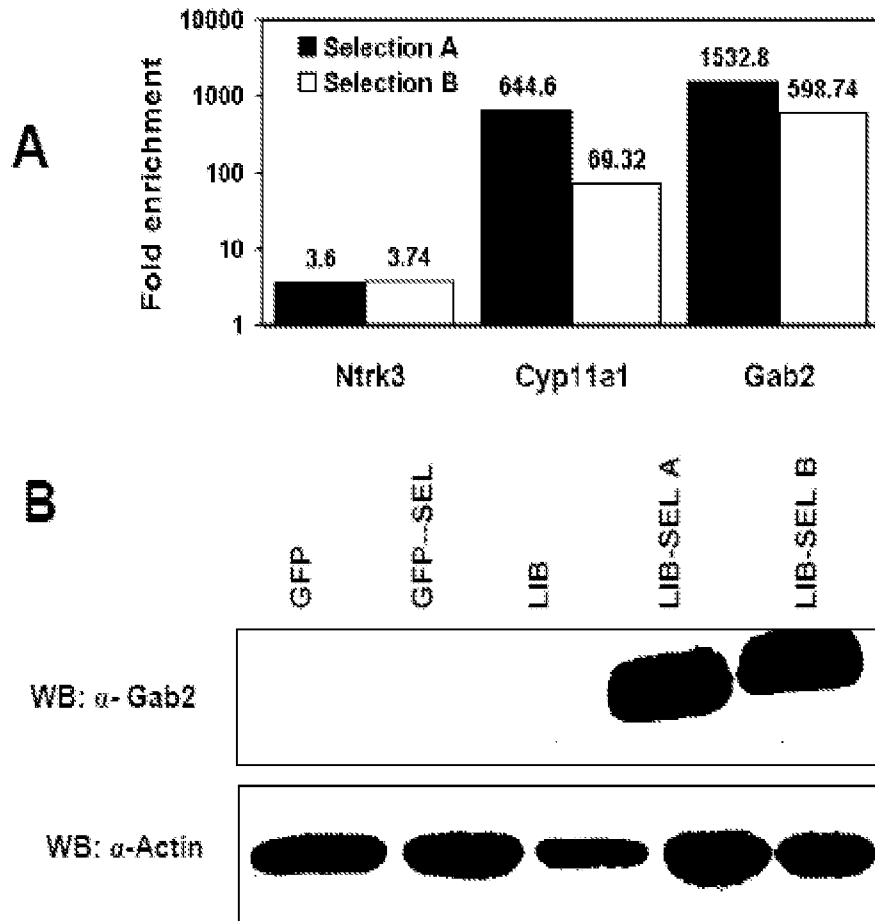 A
Fold enrichment
10000
1000
100
10
1
Selection A
Selection B
3.6
3.74
644.6
69.32
1532.8
598.74
Ntrk3
Cyp11a1
Gab2
B
GFP
GFP--SEL
LIB
LIB-SEL A
LIB-SEL B
WB: α- Gab2
WB: α-Actin